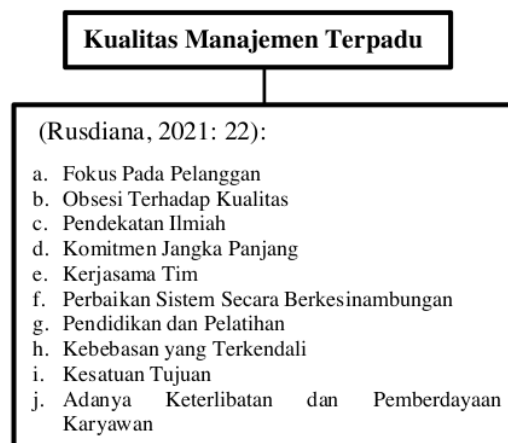 Kualitas Manajemen Terpadu
(Rusdiana, 2021: 22):
a. Fokus Pada Pelanggan
b. Obsesi Terhadap Kualitas
c. Pendekatan Ilmiah
d. Komitmen Jangka Panjang
e. Kerjasama Tim
f. Perbaikan Sistem Secara Berkesinambungan
g. Pendidikan dan Pelatihan
h. Kebebasan yang Terkendali
i. Kesatuan Tujuan
j. Adanya Keterlibatan dan Pemberdayaan
Karyawan